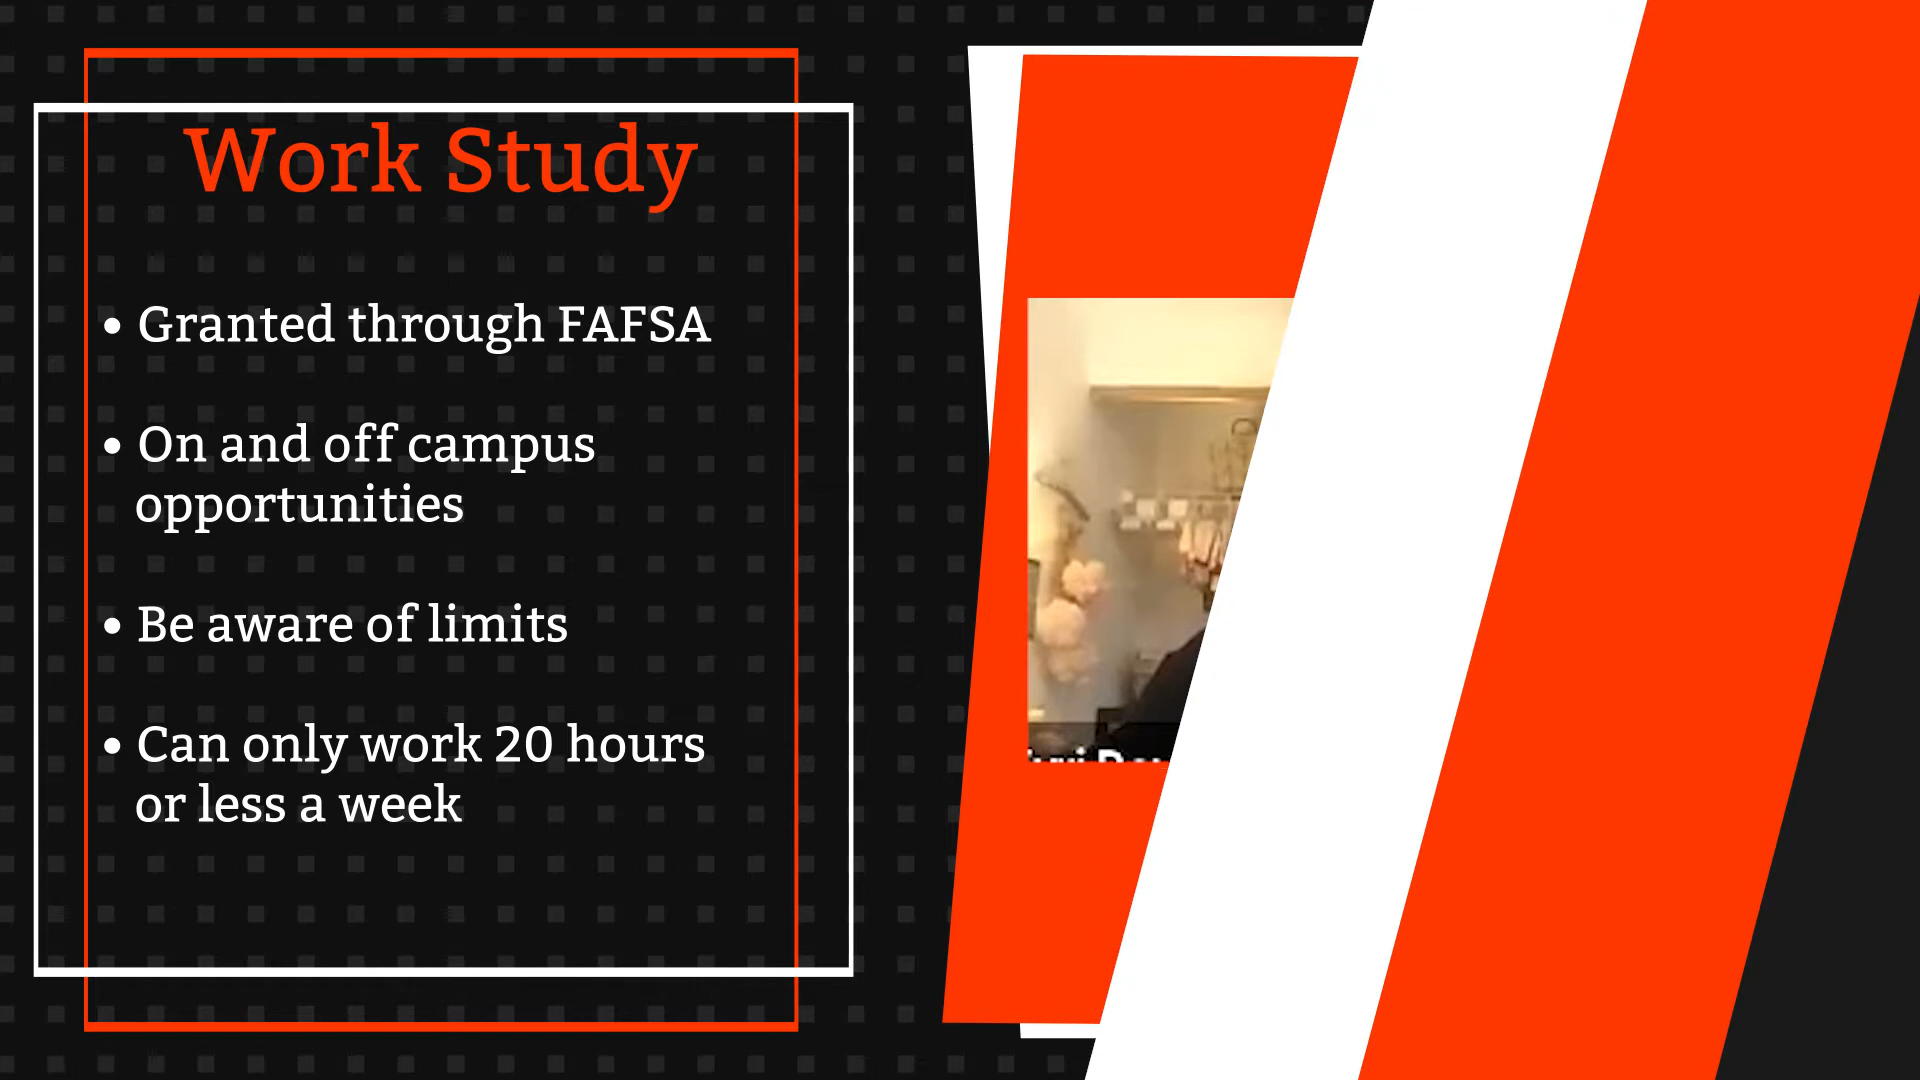 Work Study
• Granted through FAFSA
• On and off campus
opportunities
• Be aware of limits
• Can only work 20 hours
or less a week